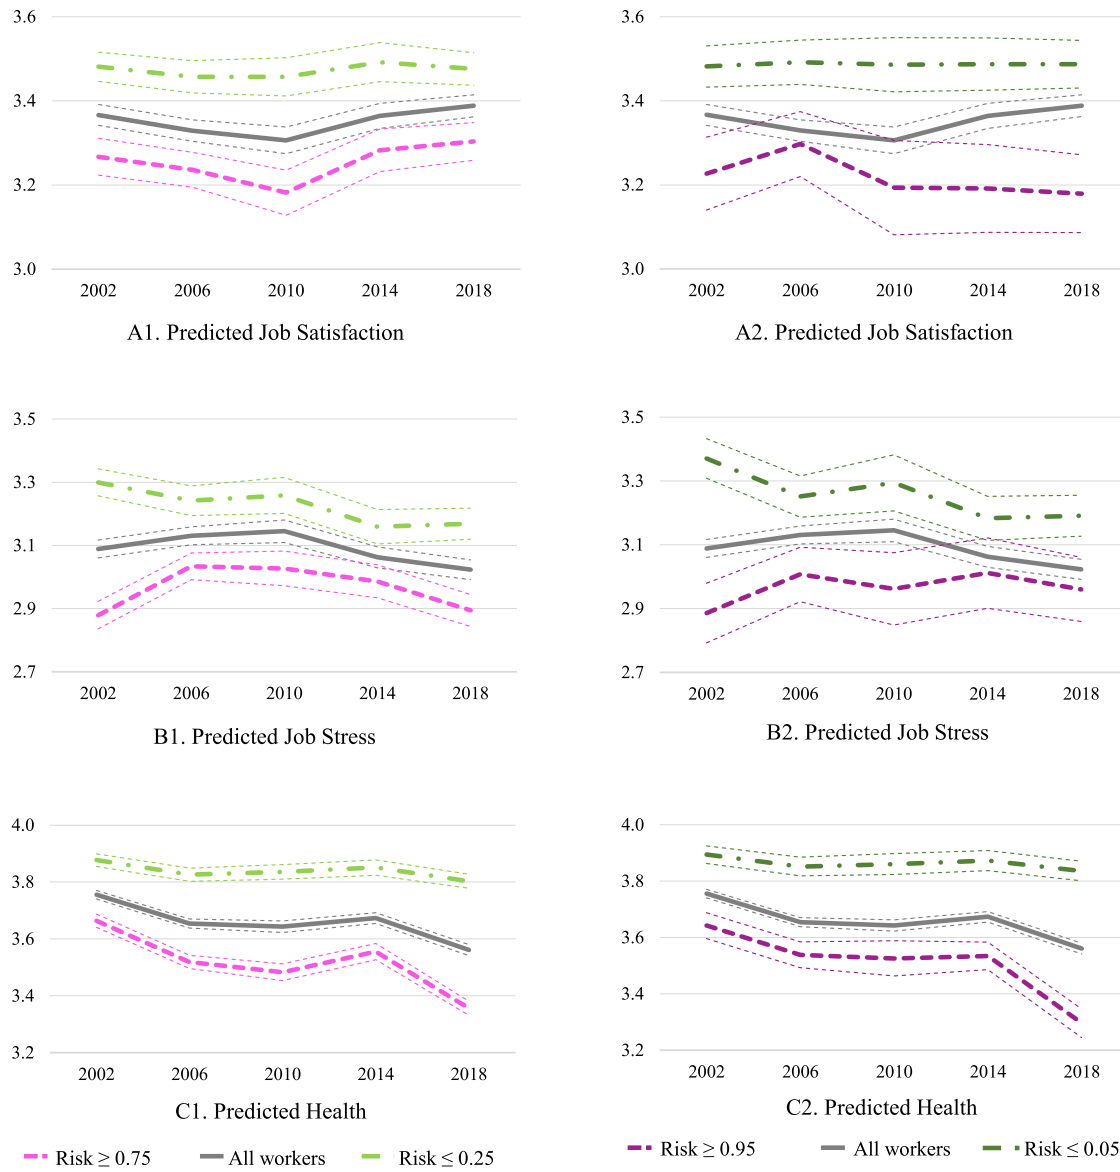 3.6
3.4
3.2
3.0
2002 2006 2010 2014 2018
A1. Predicted Job Satisfaction
3.6
3.4
3.2
3.0
2002 2006 2010 2014 2018
A2. Predicted Job Satisfaction
3.5
3.3
3.1
2.9
2.7
2002 2006 2010 2014 2018
B1. Predicted Job Stress
3.5
3.3
3.1
2.9
2.7
2002 2006 2010 2014 2018
B2. Predicted Job Stress
4.0
3.8
3.6
3.4
3.2
2002 2006 2010 2014 2018
C1. Predicted Health
4.0
3.8
3.6
3.4
3.2
2002 2006 2010 2014 2018
C2. Predicted Health
Risk ≥ 0.75 All workers Risk ≤ 0.25
Risk ≥ 0.95 All workers Risk ≤ 0.05